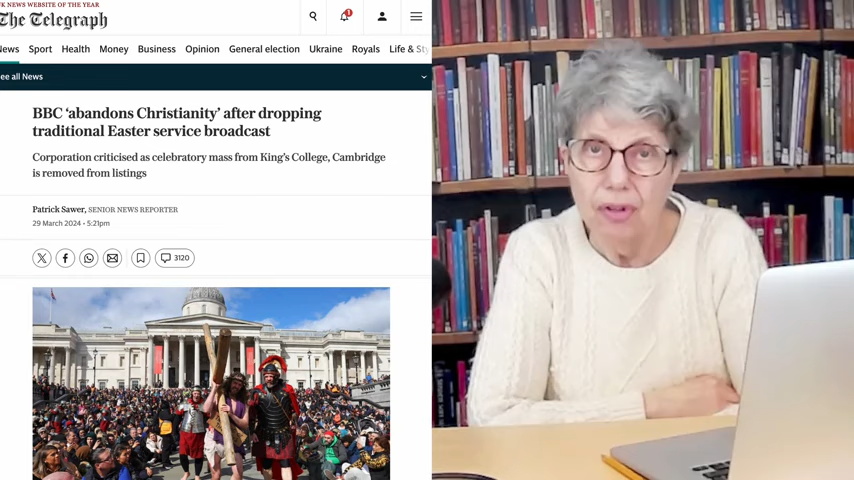 K NEWS WEBSITE OF THE YEAR
The Telegraph
1
News Sport Health Money Business Opinion General election Ukraine Royals Life & Sty
ee all News
BBC ‘abandons Christianity’ after dropping
traditional Easter service broadcast
Corporation criticised as celebratory mass from King's College, Cambridge
is removed from listings
Patrick Sawer, SENIOR NEWS REPORTER
29 March 2024 • 5:21pm
3120